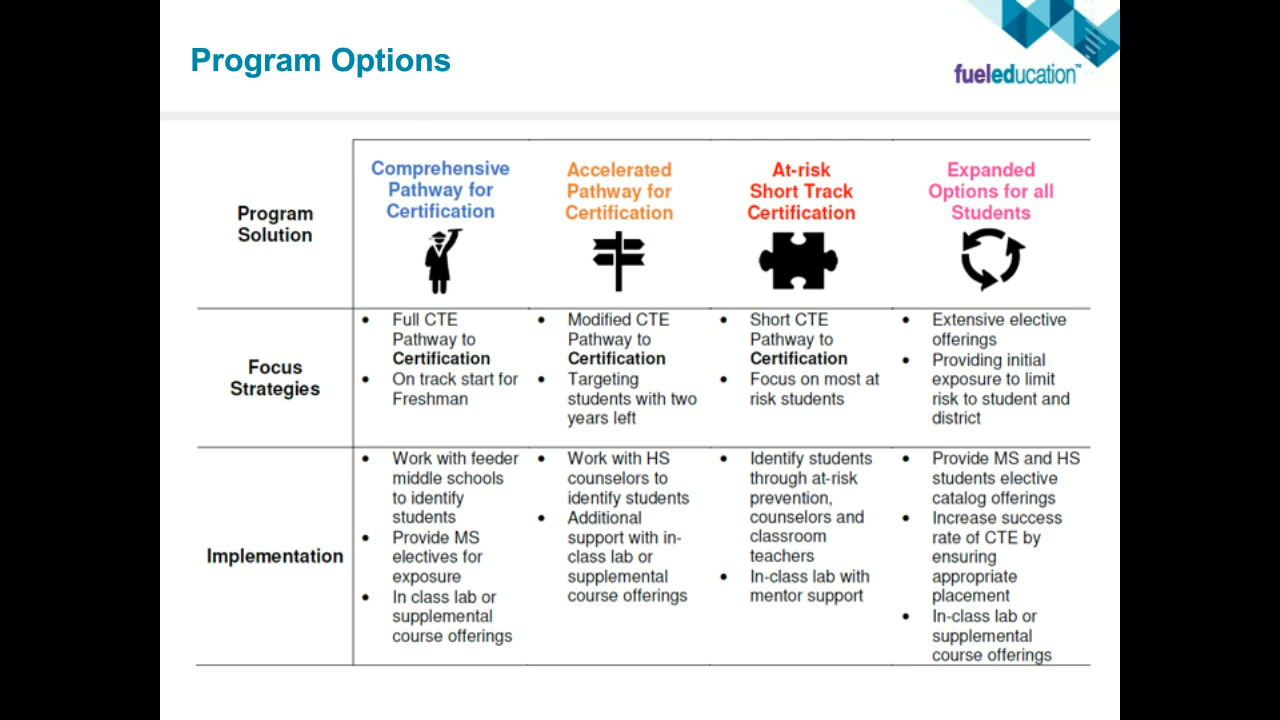 Program Options
fueleducation™
Program
Solution
Comprehensive
Pathway for
Certification
Accelerated
Pathway for
Certification
At-risk
Short Track
Certification
Expanded
Options for all
Students
Focus
Strategies
• Full CTE
Pathway to
Certification
• On track start for
Freshman
• Modified CTE
Pathway to
Certification
• Targeting
students with two
years left
• Short CTE
Pathway to
Certification
• Focus on most at
risk students
• Extensive elective
offerings
• Providing initial
exposure to limit
risk to student and
district
Implementation
• Work with feeder
middle schools
to identify
students
• Provide MS
electives for
exposure
• In class lab or
supplemental
course offerings
• Work with HS
counselors to
identify students
• Additional
support with in-
class lab or
supplemental
course offerings
• Identify students
through at-risk
prevention,
counselors and
classroom
teachers
• In-class lab with
mentor support
• Provide MS and HS
students elective
catalog offerings
• Increase success
rate of CTE by
ensuring
appropriate
placement
• In-class lab or
supplemental
course offerings